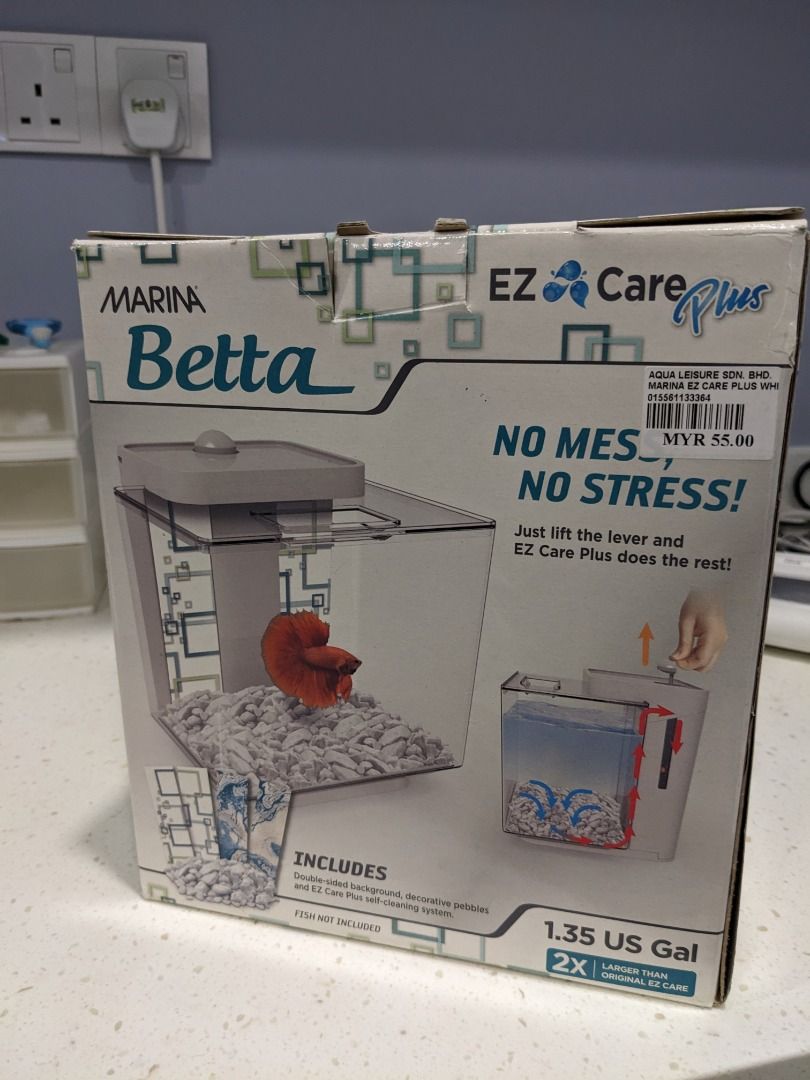 MARINA
Betta
EZ Care Plus
AQUA LEISURE SDN. BHD.
MARINA EZ CARE PLUS WHI
015561133364
MYR 55.00
NO MESS,
NO STRESS!
Just lift the lever and
EZ Care Plus does the rest!
INCLUDES
Double-sided background, decorative pebbles
and EZ Care Plus self-cleaning system.
FISH NOT INCLUDED
1.35 US Gal
2X LARGER THAN
ORIGINAL EZ CARE